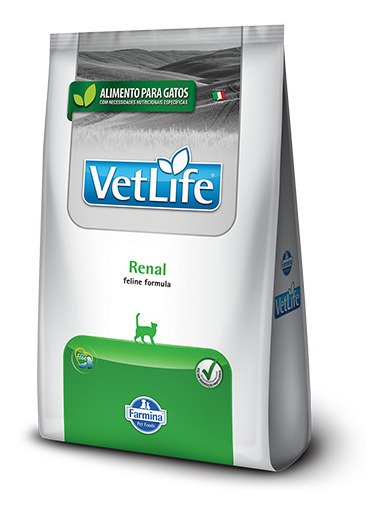 ALIMENTO PARA GATOS
COM NECESSIDADES NUTRICIONAIS ESPECÍFICAS
VetLife®
Renal
feline formula
Farmina
Pet Foods
VetLife